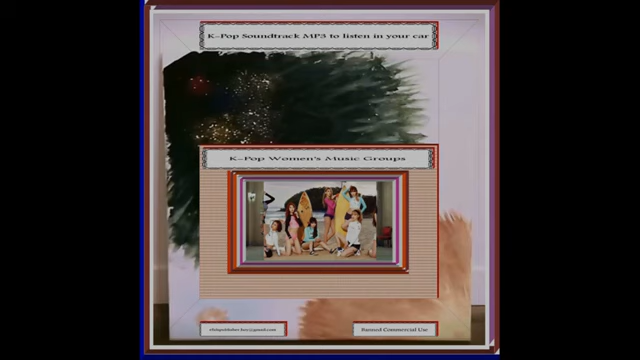 K-Pop Soundtrack MP3 to listen in your car
K-Pop Women's Music Groups
Banned Commercial Use